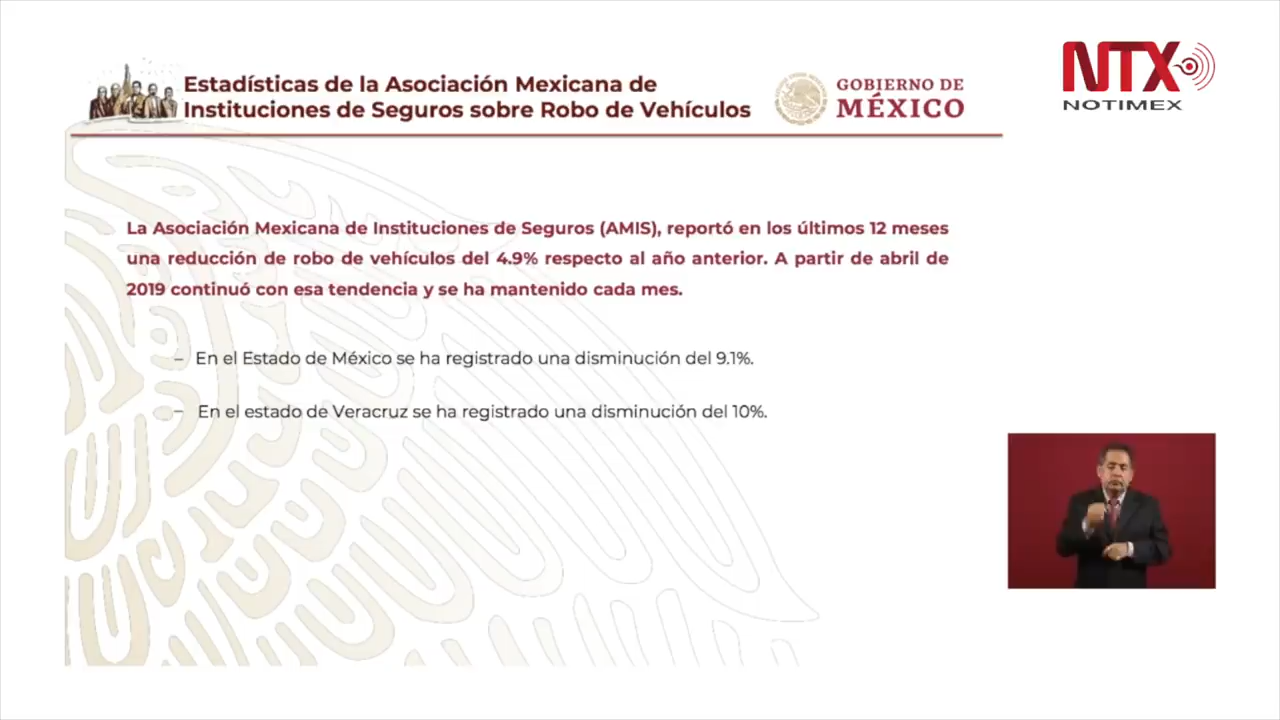 Estadísticas de la Asociación Mexicana de
Instituciones de Seguros sobre Robo de Vehículos
GOBIERNO DE
MÉXICO
NTX
NOTIMEX
La Asociación Mexicana de Instituciones de Seguros (AMIS), reportó en los últimos 12 meses
una reducción de robo de vehículos del 4.9% respecto al año anterior. A partir de abril de
2019 continuó con esa tendencia y se ha mantenido cada mes.
– En el Estado de México se ha registrado una disminución del 9.1%.
– En el estado de Veracruz se ha registrado una disminución del 10%.